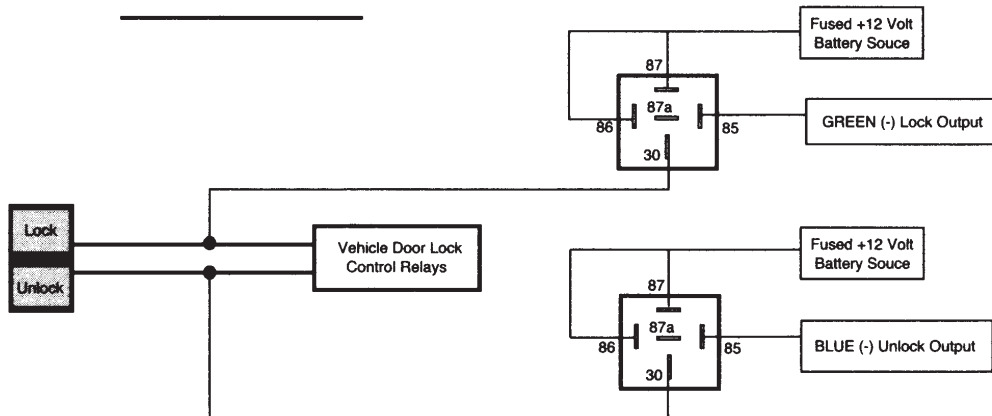 Fused +12 Volt
Battery Souce
87
87a
86
85
30
GREEN (-) Lock Output
Lock
Unlock
Vehicle Door Lock
Control Relays
Fused +12 Volt
Battery Souce
87
87a
86
85
30
BLUE (-) Unlock Output